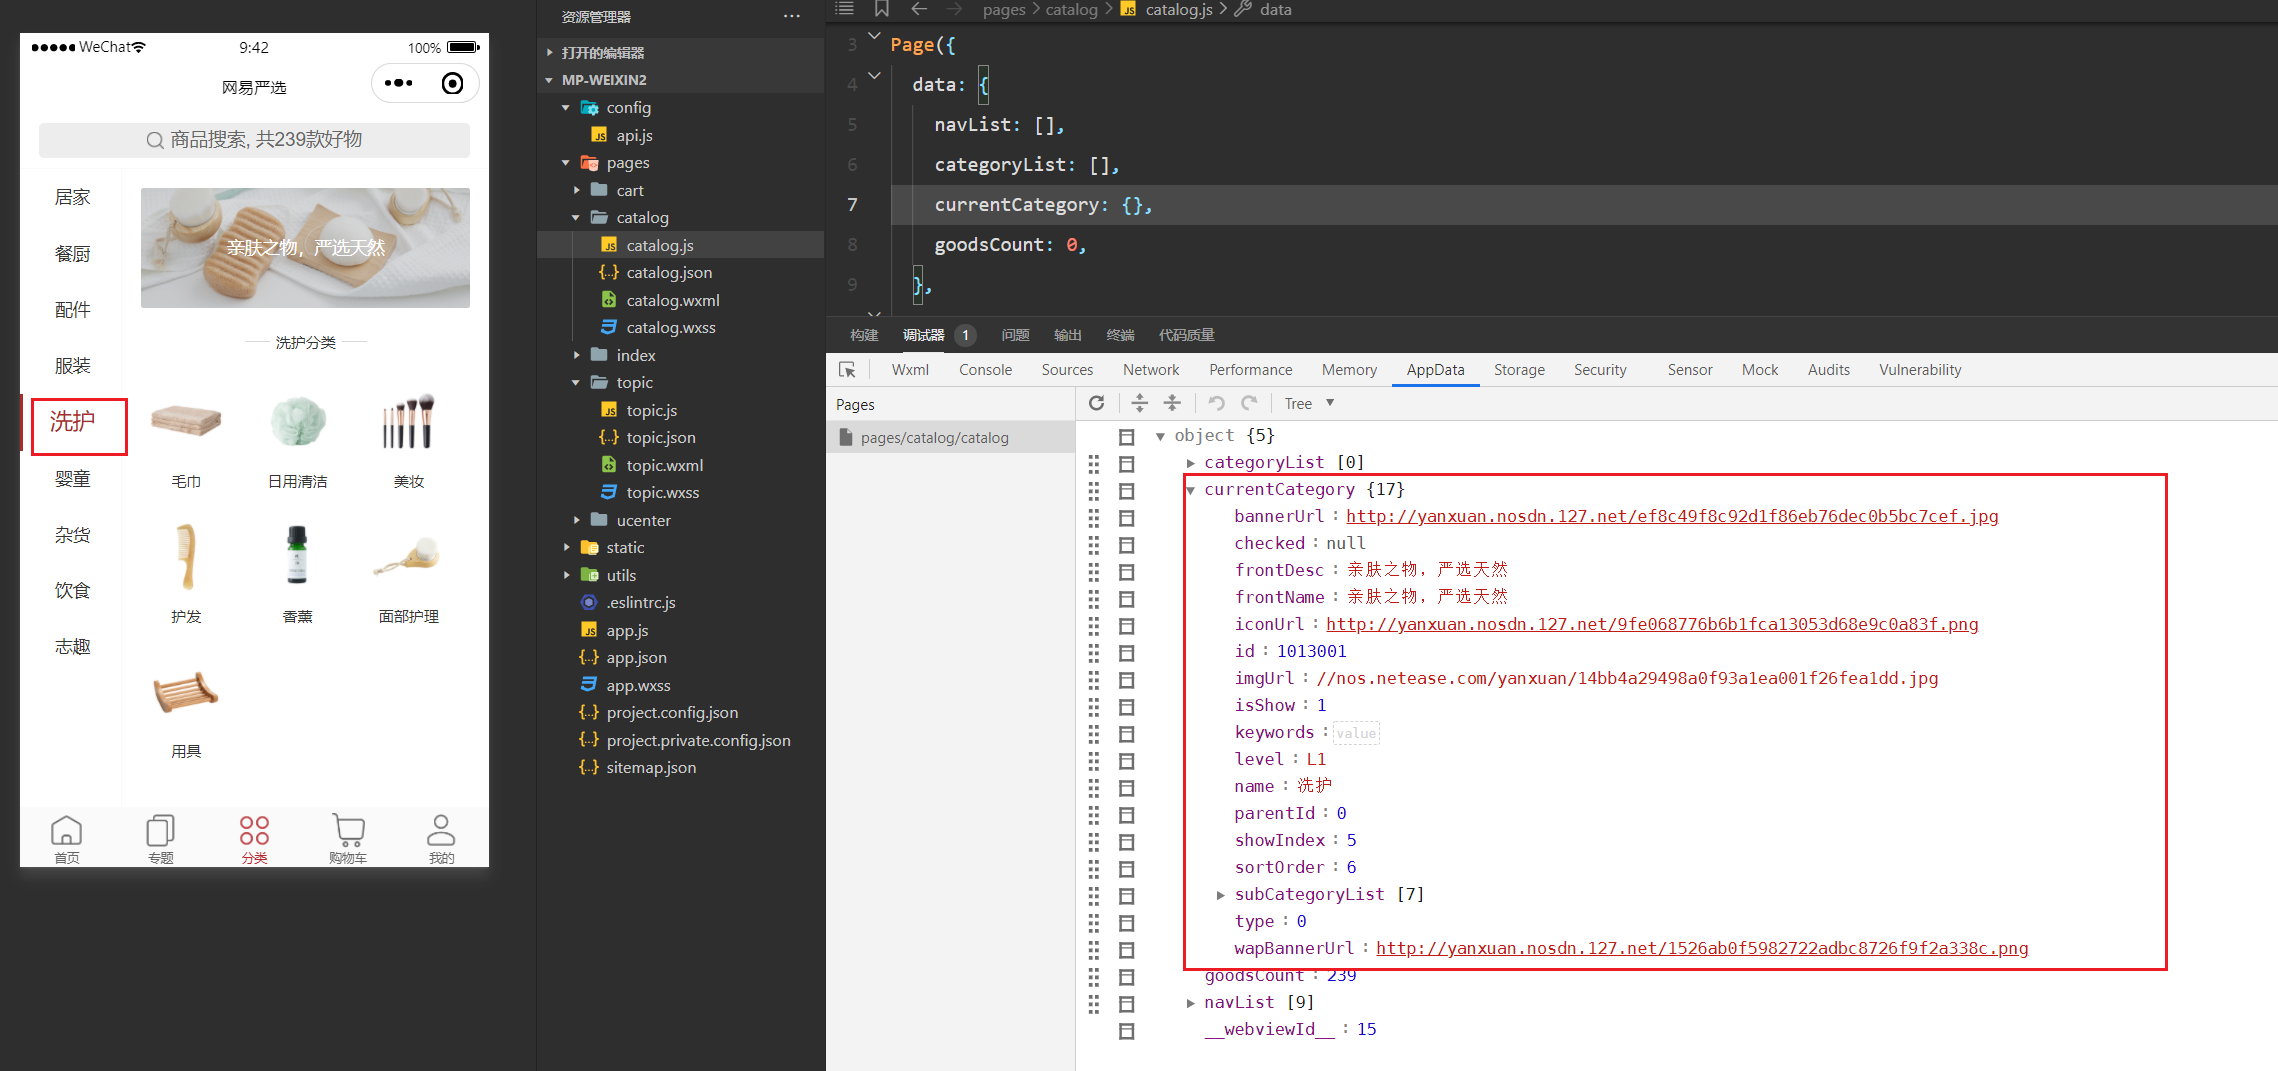 WeChat
9:42
100%
网易严选
商品搜索, 共239款好物
居家
餐厨
配件
服装
洗护
婴童
杂货
饮食
志趣
亲肤之物，严选天然
洗护分类
毛巾
日用清洁
美妆
护发
香薰
面部护理
用具
首页
专题
分类
购物车
我的
资源管理器
打开的编辑器
MP-WEIXIN2
config
api.js
pages
cart
catalog
catalog.js
catalog.json
catalog.wxml
catalog.wxss
index
topic
topic.js
topic.json
topic.wxml
topic.wxss
ucenter
static
utils
.eslintrc.js
app.js
app.json
app.wxss
project.config.json
project.private.config.json
sitemap.json
pages > catalog > catalog.js > data
3 Page({
4 data: {
5 navList: [],
6 categoryList: [],
7 currentCategory: {},
8 goodsCount: 0,
9 },
构建 调试器 1 问题 输出 终端 代码质量
Wxml Console Sources Network Performance Memory AppData Storage Security Sensor Mock Audits Vulnerability
Pages
Tree
pages/catalog/catalog
object {5}
categoryList [0]
currentCategory {17}
bannerUrl : http://yanxuan.nosdn.127.net/ef8c49f8c92d1f86eb76dec0b5bc7cef.jpg
checked : null
frontDesc : 亲肤之物，严选天然
frontName : 亲肤之物，严选天然
iconUrl : http://yanxuan.nosdn.127.net/9fe068776b6b1fca13053d68e9c0a83f.png
id : 1013001
imgUrl : //nos.netease.com/yanxuan/14bb4a29498a0f93a1ea001f26fea1dd.jpg
isShow : 1
keywords : value
level : L1
name : 洗护
parentId : 0
showIndex : 5
sortOrder : 6
subCategoryList [7]
type : 0
wapBannerUrl : http://yanxuan.nosdn.127.net/1526ab0f5982722adbc8726f9f2a338c.png
goodsCount : 239
navList [9]
__webviewId__ : 15